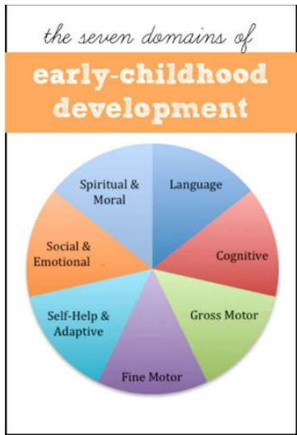 the seven domains of
early-childhood
development
Spiritual &
Moral
Language
Social &
Emotional
Cognitive
Self-Help &
Adaptive
Gross Motor
Fine Motor